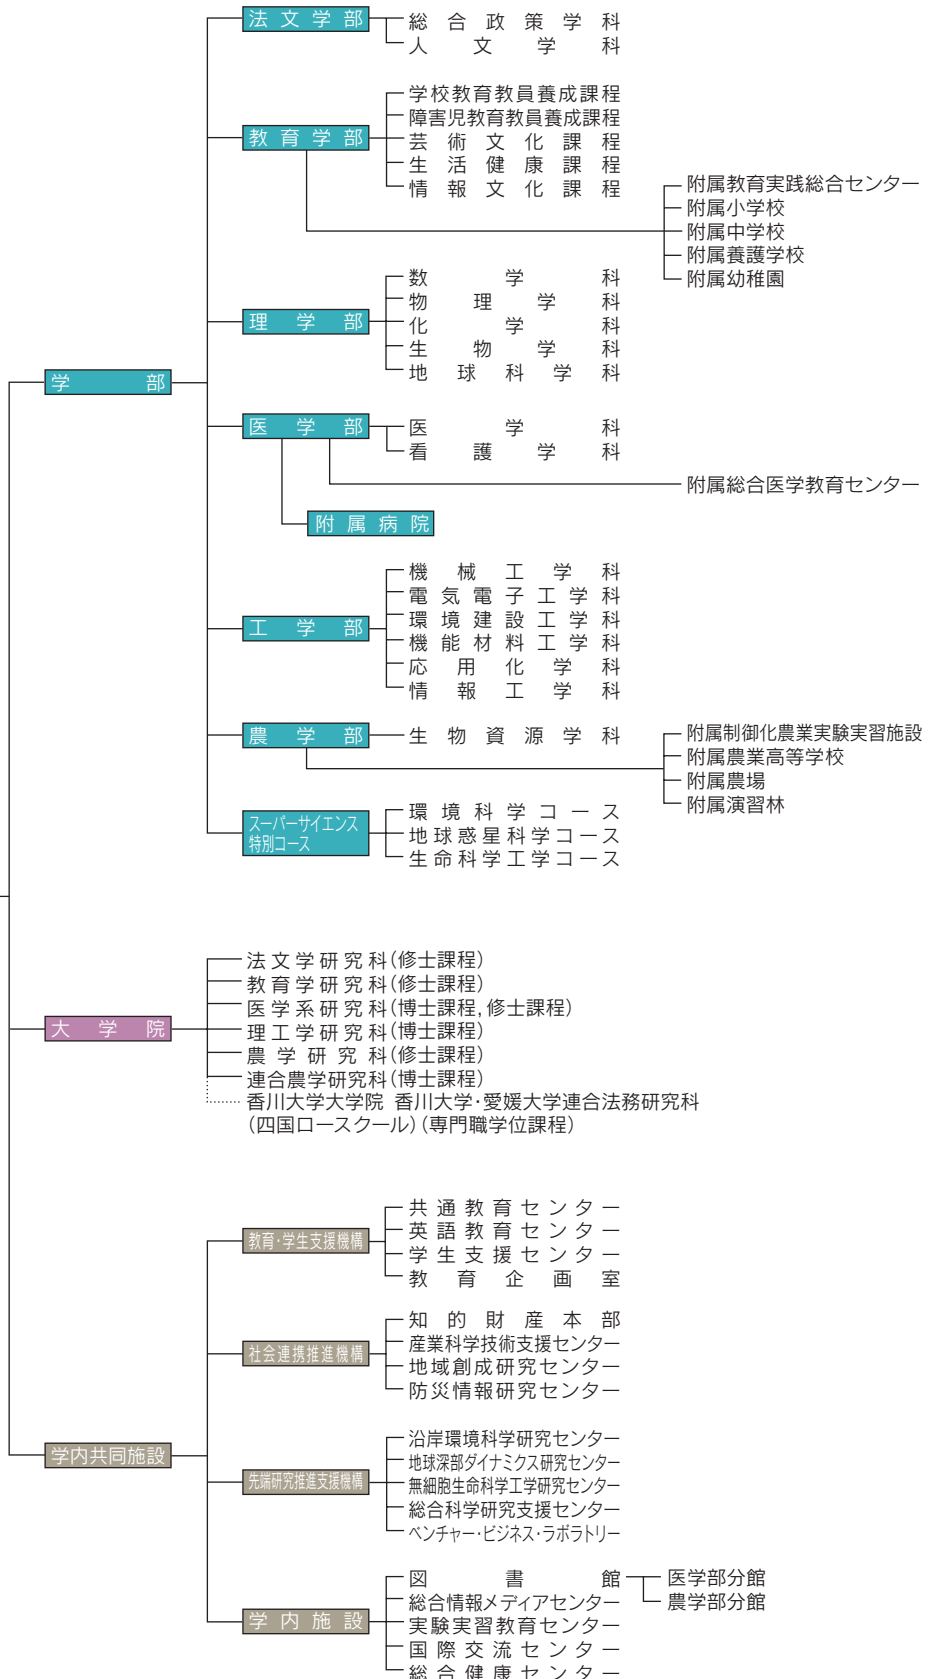 法文学部
総合政策学科
人文学科
教育学部
学校教育教員養成課程
障害児教育教員養成課程
芸術文化課程
生活健康課程
情報文化課程
附属教育実践総合センター
附属小学校
附属中学校
附属養護学校
附属幼稚園
理学部
数学科
物理学科
化学科
生物学科
地球科学科
学部
医学部
医学科
看護学科
附属総合医学教育センター
附属病院
工学部
機械工学科
電気電子工学科
環境建設工学科
機能材料工学科
応用化学科
情報工学科
農学部
生物資源学科
附属制御化農業実験実習施設
附属農業高等学校
附属農場
附属演習林
スーパーサイエンス
特別コース
環境科学コース
地球惑星科学コース
生命科学工学コース
大学院
法文学研究科(修士課程)
教育学研究科(修士課程)
医学系研究科(博士課程,修士課程)
理工学研究科(博士課程)
農学研究科(修士課程)
連合農学研究科(博士課程)
香川大学大学院 香川大学・愛媛大学連合法務研究科
(四国ロースクール)(専門職学位課程)
学内共同施設
教育・学生支援機構
共通教育センター
英語教育センター
学生支援センター
教育企画室
社会連携推進機構
知的財産本部
産業科学技術支援センター
地域創成研究センター
防災情報研究センター
先端研究推進支援機構
沿岸環境科学研究センター
地球深部ダイナミクス研究センター
無細胞生命科学工学研究センター
総合科学研究支援センター
ベンチャー・ビジネス・ラボラトリー
学内施設
図書館
医学部分館
農学部分館
総合情報メディアセンター
実験実習教育センター
国際交流センター
総合健康センター